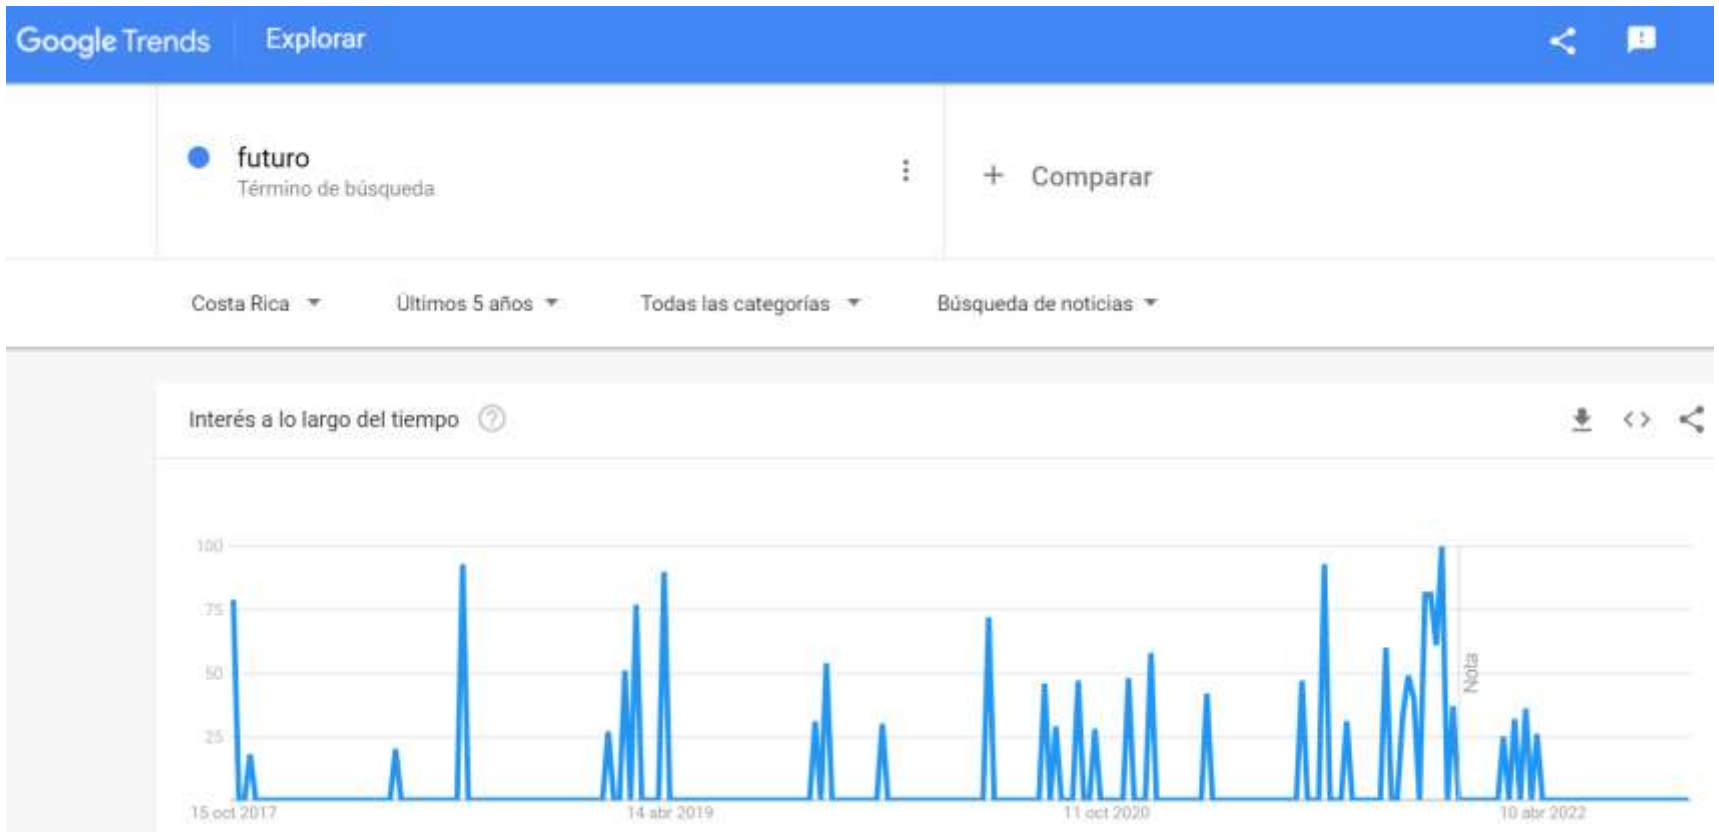 Google Trends Explorar
futuro
Término de búsqueda
+ Comparar
Costa Rica Últimos 5 años Todas las categorías Búsqueda de noticias
Interés a lo largo del tiempo
100
75
50
25
Nota
15 oct 2017 14 abr 2019 11 oct 2020 10 abr 2022